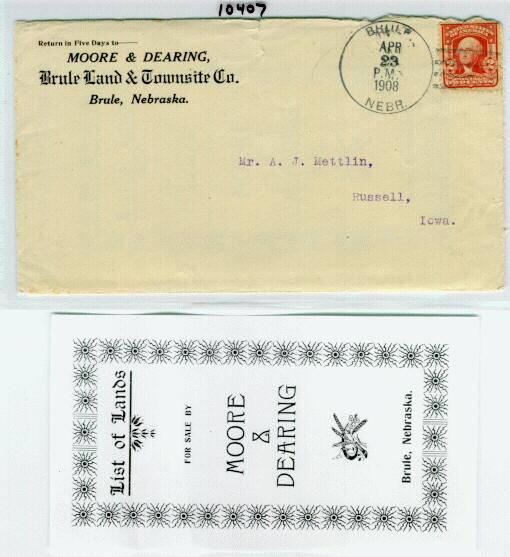 10407
Return in Five Days to
MOORE & DEARING,
Brule Land & Townsite Co.
Brule, Nebraska.
BRULE
APR
23
P.M.
1908
NEBR.
Mr. A. J. Mettlin,
Russell,
Iowa.
List of Lands
FOR SALE BY
MOORE
&
DEARING
Brule, Nebraska.